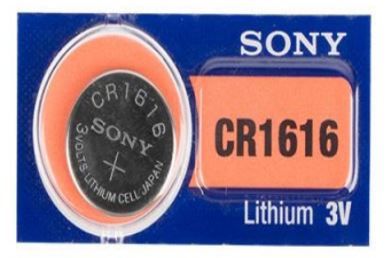 SONY
CR1616
Lithium 3V
CR1616
SONY
+
3VOLTS LITHIUM CELL JAPAN